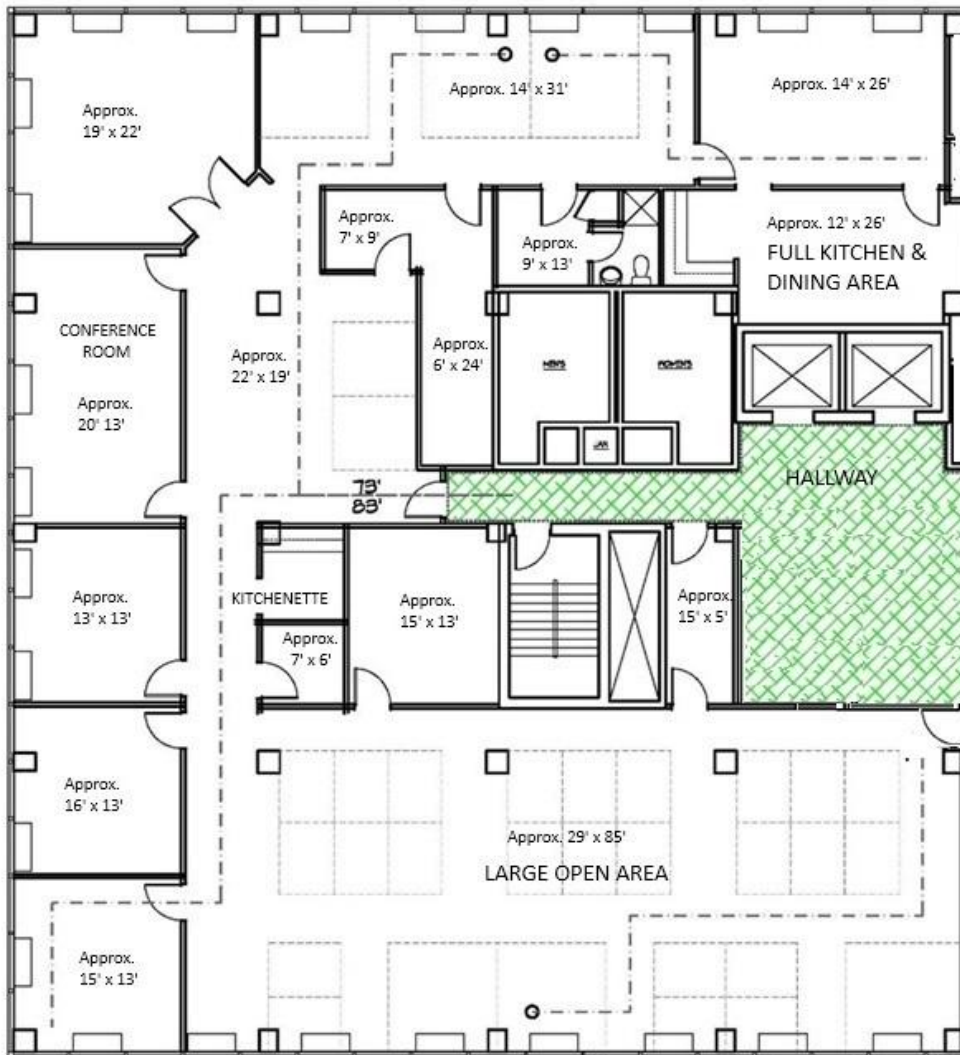 Approx.
19' x 22'
Approx. 14' x 31'
Approx. 14' x 26'
Approx.
7' x 9'
Approx.
9' x 13'
Approx. 12' x 26'
FULL KITCHEN &
DINING AREA
CONFERENCE
ROOM
Approx.
20' 13'
Approx.
22' x 19'
Approx.
6' x 24'
MEN'S
WOMEN'S
JAN
HALLWAY
73'
83'
Approx.
13' x 13'
KITCHENETTE
Approx.
7' x 6'
Approx.
15' x 13'
Approx.
15' x 5'
Approx.
16' x 13'
Approx. 29' x 85'
LARGE OPEN AREA
Approx.
15' x 13'